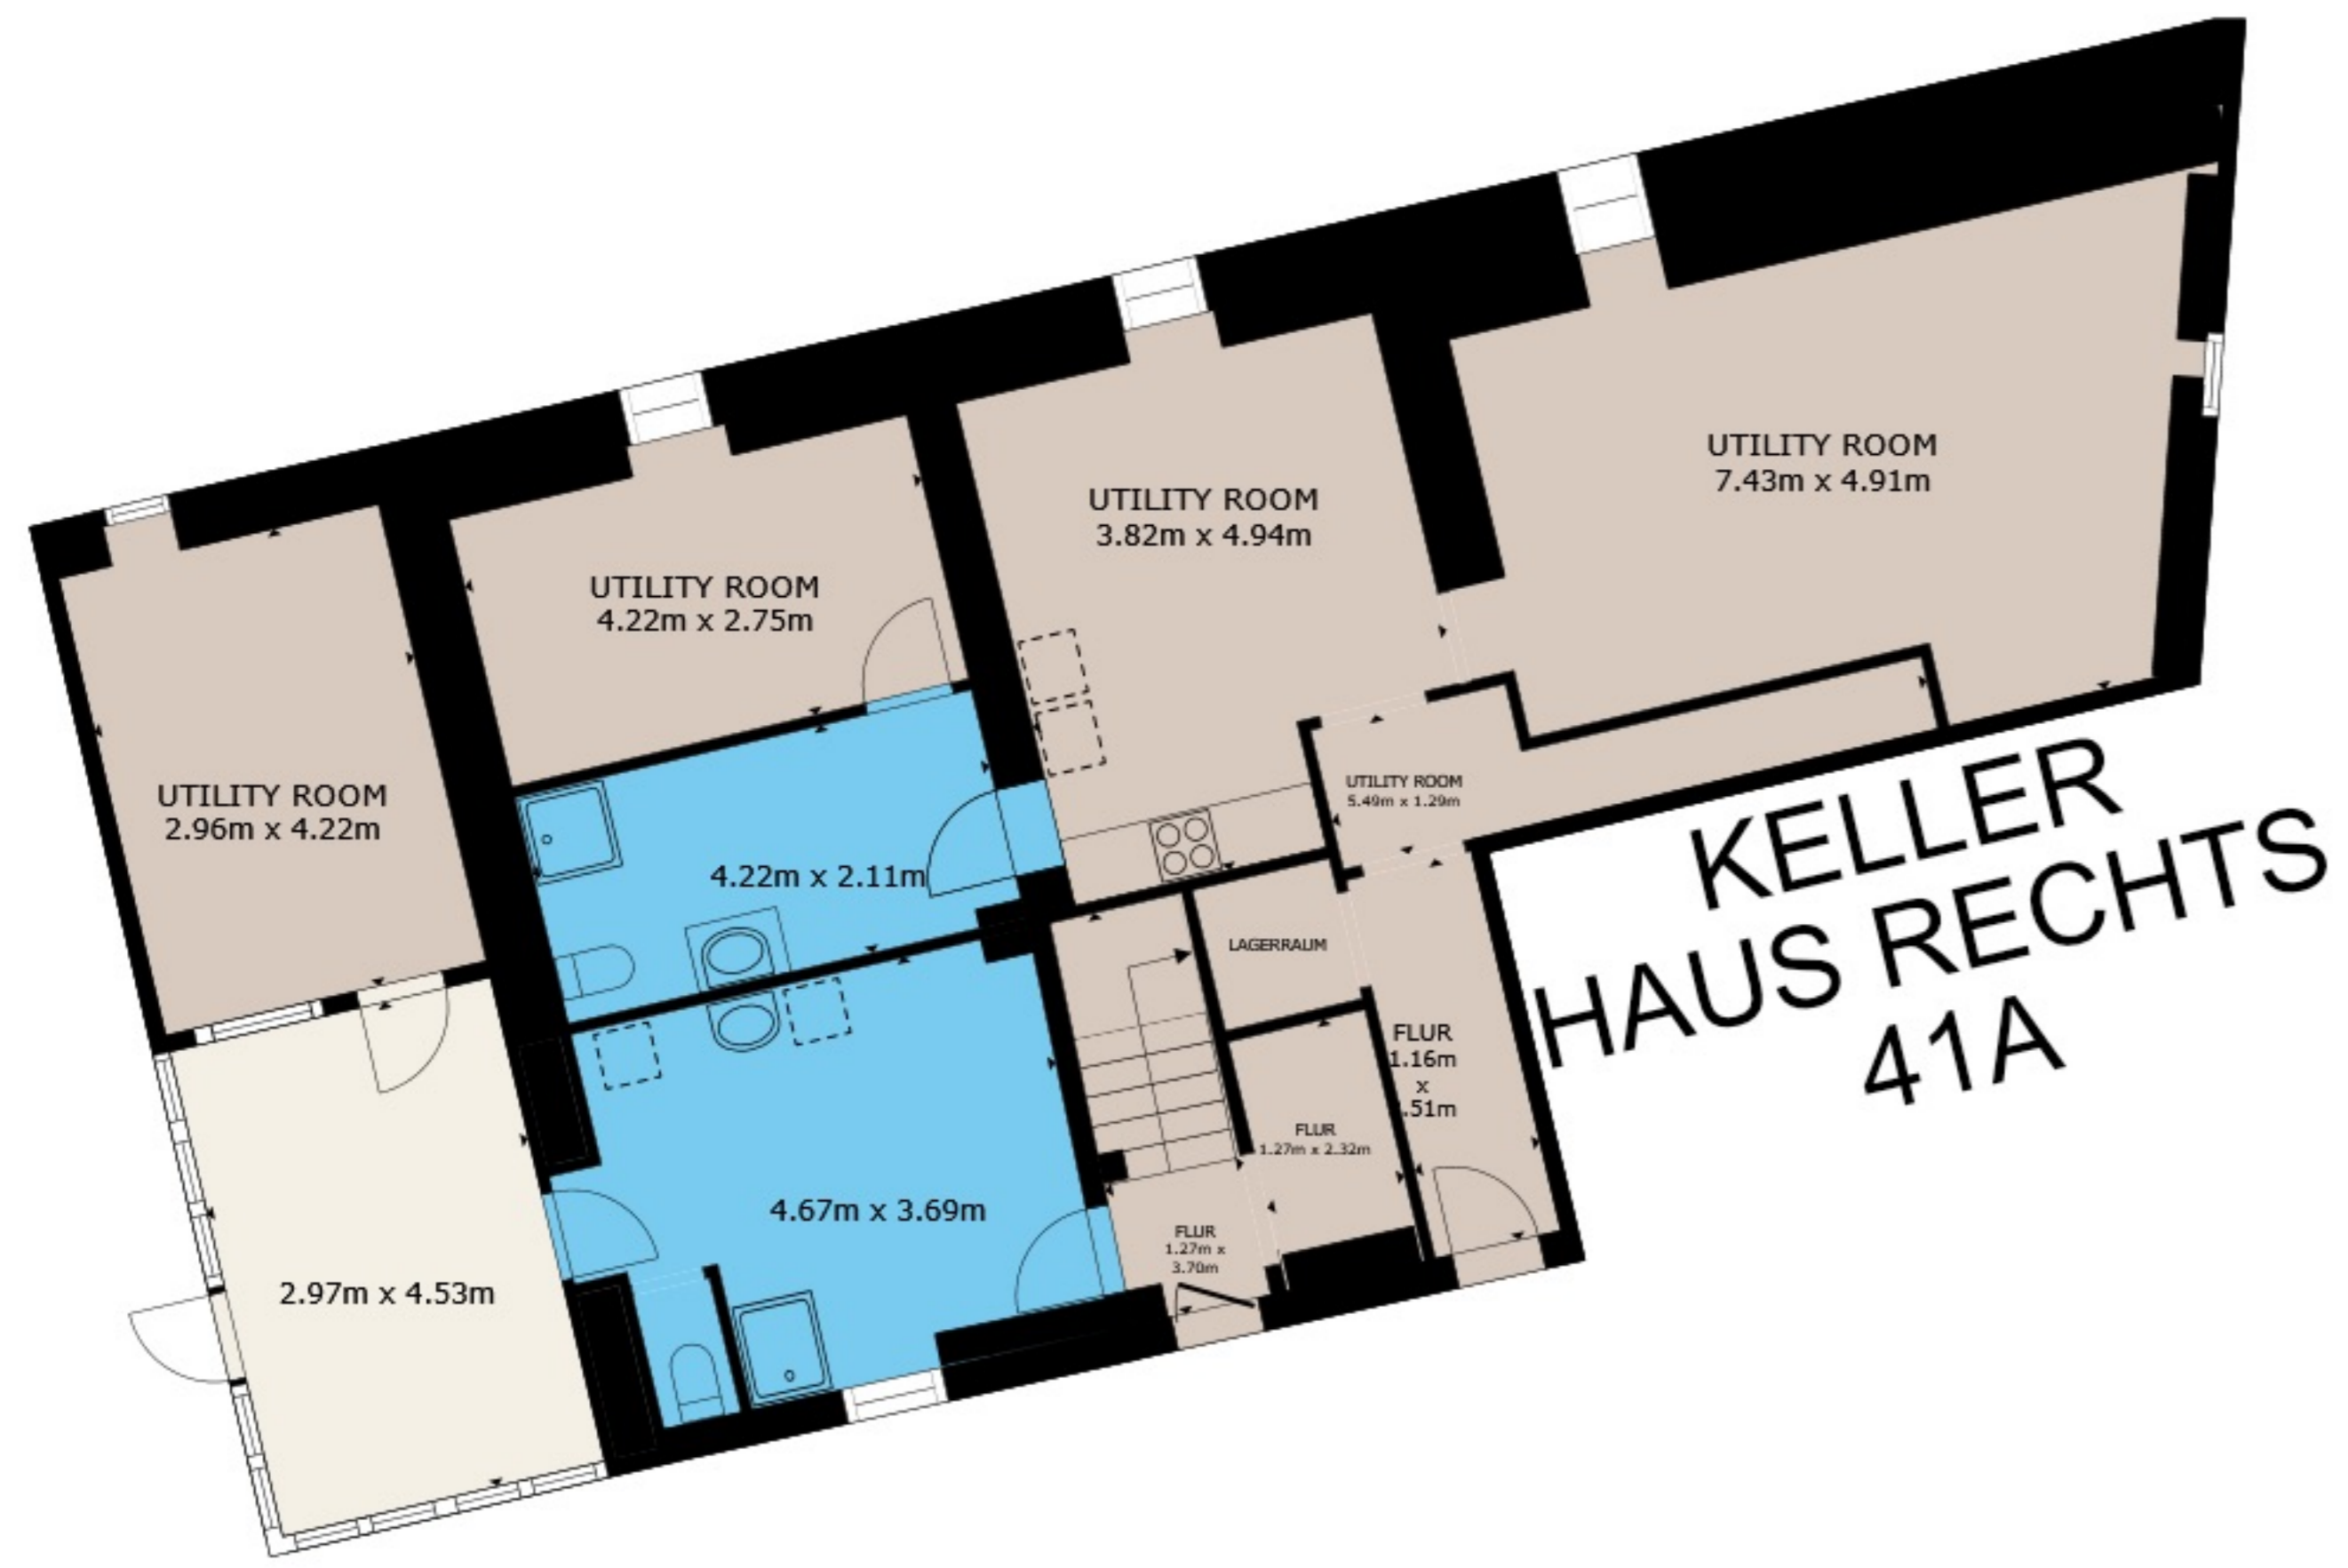 UTILITY ROOM
7.43m x 4.91m
UTILITY ROOM
3.82m x 4.94m
UTILITY ROOM
4.22m x 2.75m
UTILITY ROOM
2.96m x 4.22m
UTILITY ROOM
5.49m x 1.29m
4.22m x 2.11m
LAGERRAUM
FLUR
1.16m
x
.51m
FLUR
1.27m x 2.32m
4.67m x 3.69m
FLUR
1.27m x
3.70m
2.97m x 4.53m
KELLER
HAUS RECHTS
41A